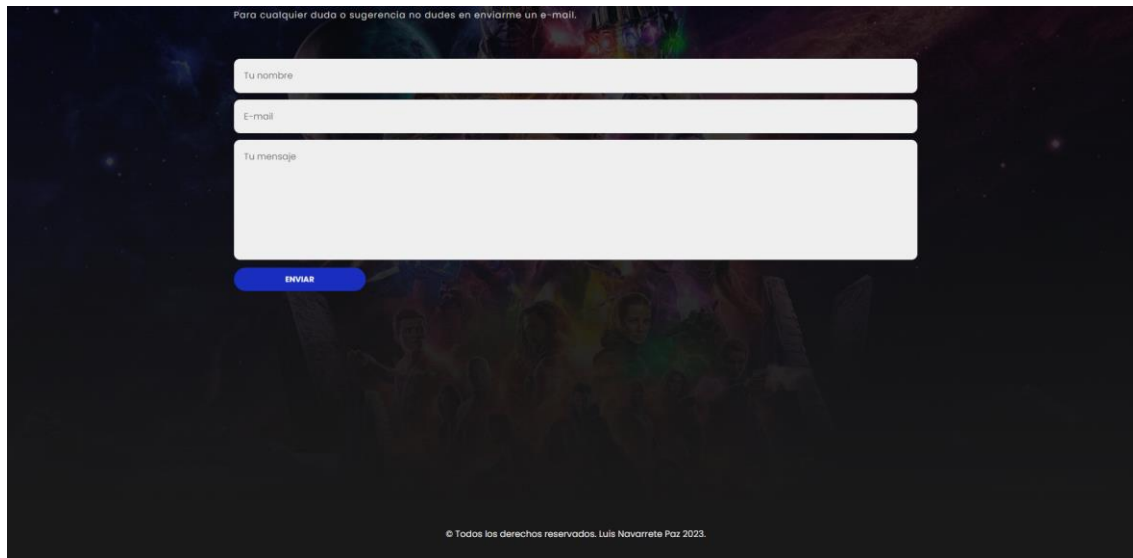 Para cualquier duda o sugerencia no dudes en enviarme un e-mail.
Tu nombre
E-mail
Tu mensaje
ENVIAR
© Todos los derechos reservados. Luis Navarrete Paz 2023.